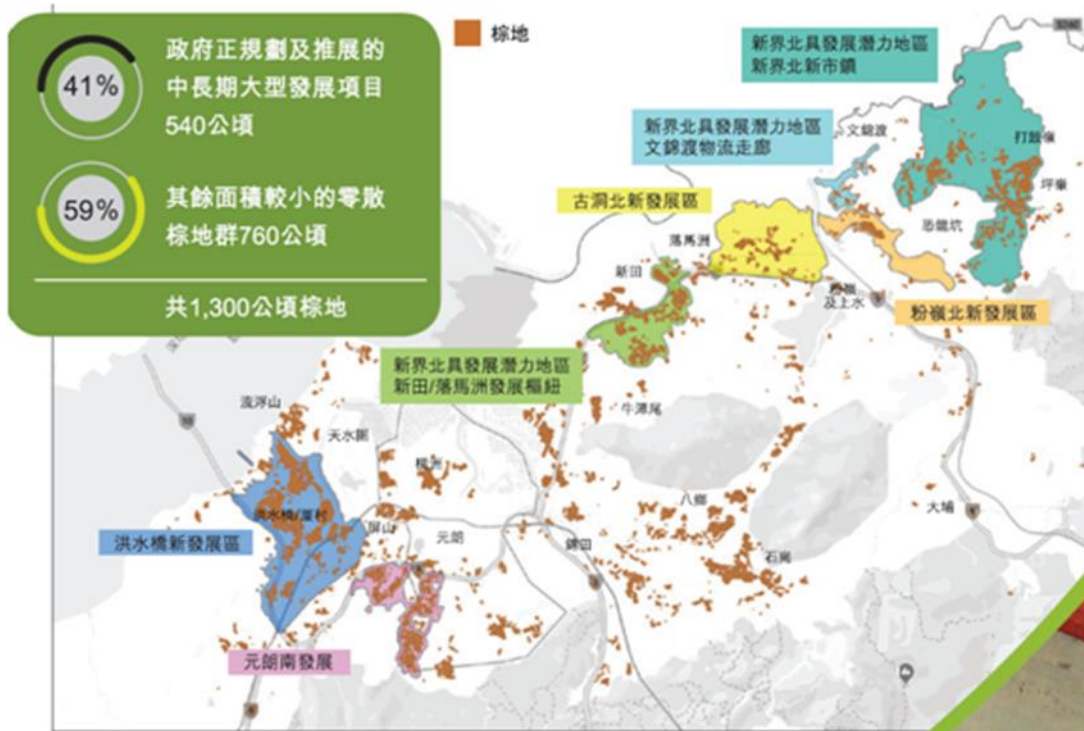 41%
政府正規劃及推展的
中長期大型發展項目
540公頃
59%
其餘面積較小的零散
棕地群760公頃
共1,300公頃棕地
棕地
新界北具發展潛力地區
新界北新市鎮
新界北具發展潛力地區
文錦渡物流走廊
文錦渡
打鼓嶺
坪輋
恐龍坑
古洞北新發展區
落馬洲
新田
粉嶺
及上水
粉嶺北新發展區
新界北具發展潛力地區
新田/落馬洲發展樞紐
牛潭尾
流浮山
天水圍
洪水橋/厦村
屏山
元朗
錦田
八鄉
石崗
大埔
洪水橋新發展區
元朗南發展